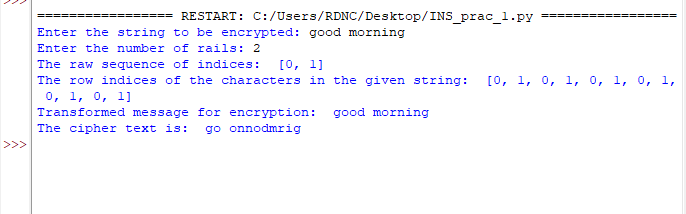 >>>
================= RESTART: C:/Users/RDNC/Desktop/INS_prac_1.py =================
Enter the string to be encrypted: good morning
Enter the number of rails: 2
The raw sequence of indices:  [0, 1]
The row indices of the characters in the given string:  [0, 1, 0, 1, 0, 1, 0, 1,
 0, 1, 0, 1]
Transformed message for encryption:  good morning
The cipher text is:  go onnodmrig
>>>